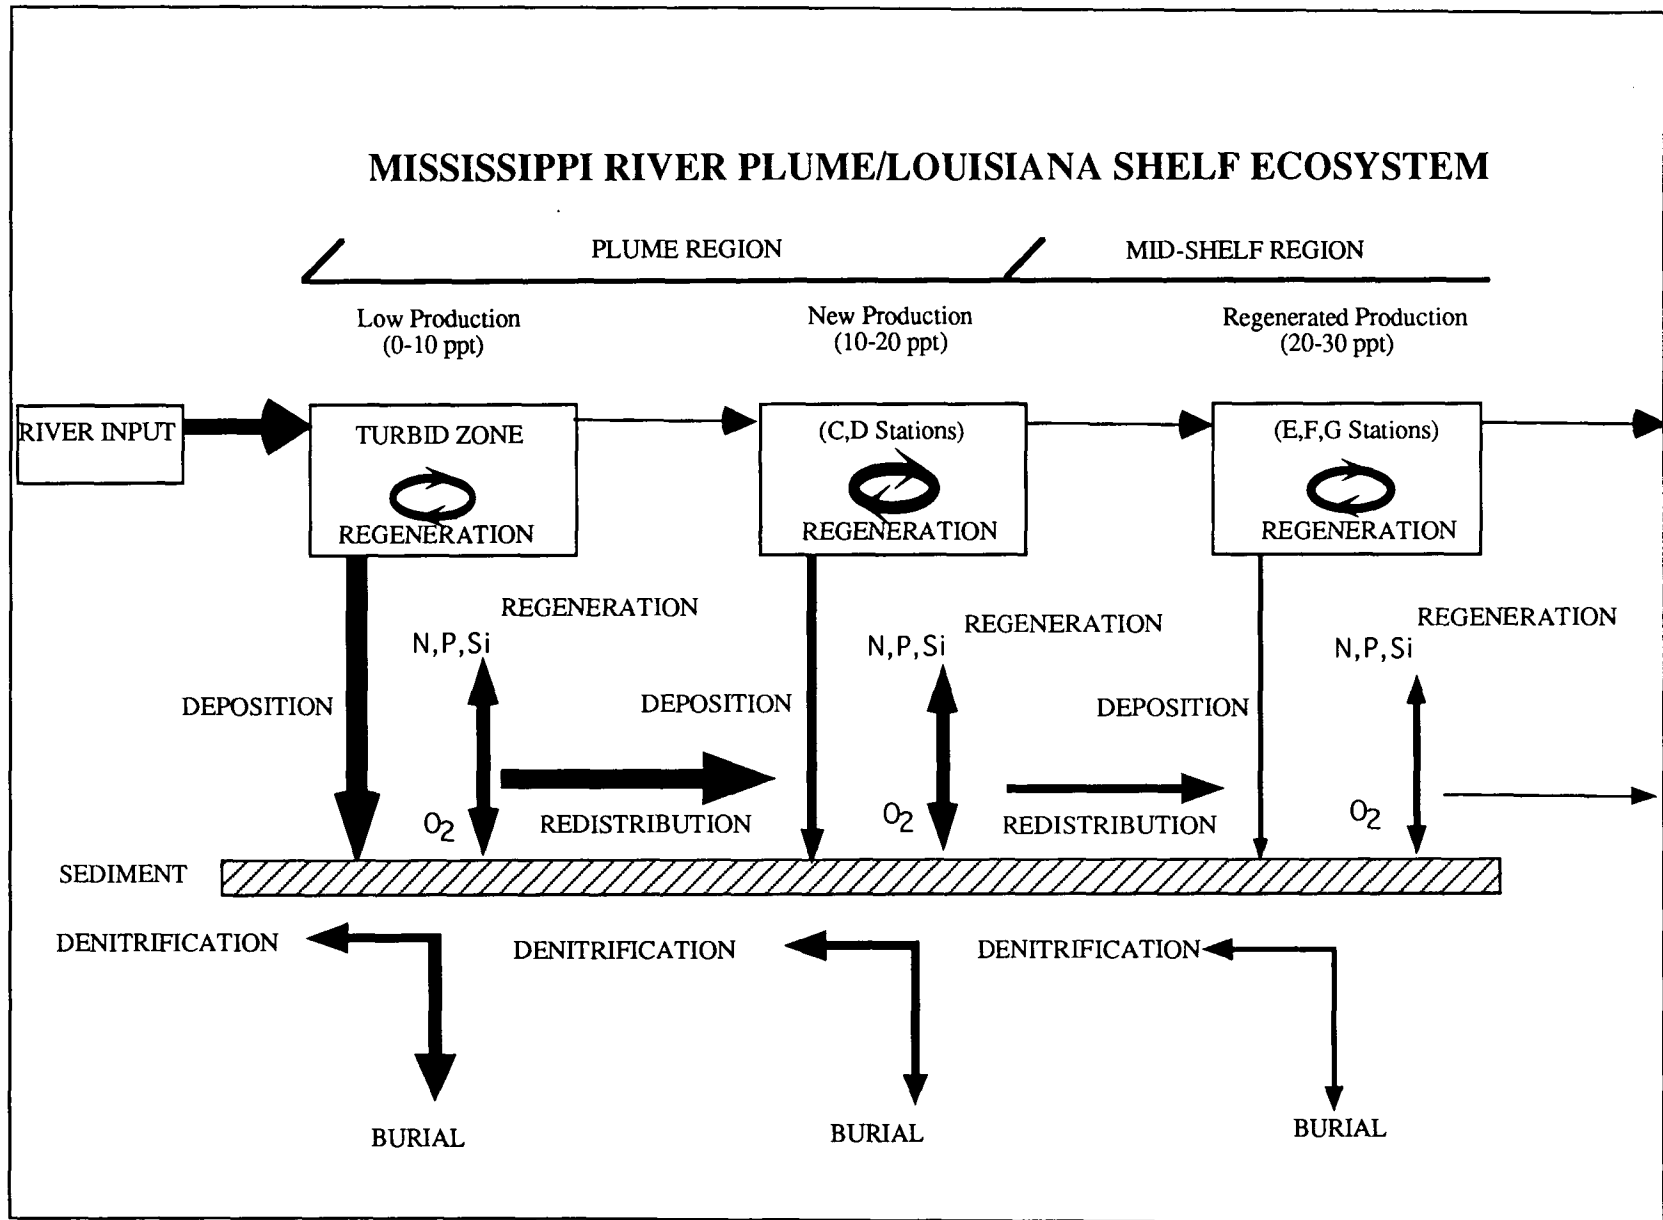 MISSISSIPPI RIVER PLUME/LOUISIANA SHELF ECOSYSTEM
PLUME REGION
MID-SHELF REGION
Low Production
(0-10 ppt)
New Production
(10-20 ppt)
Regenerated Production
(20-30 ppt)
RIVER INPUT
TURBID ZONE
REGENERATION
(C,D Stations)
REGENERATION
(E,F,G Stations)
REGENERATION
REGENERATION
N,P,Si
REGENERATION
N,P,Si
REGENERATION
N,P,Si
DEPOSITION
DEPOSITION
DEPOSITION
O2
REDISTRIBUTION
O2
REDISTRIBUTION
O2
SEDIMENT
DENITRIFICATION
DENITRIFICATION
DENITRIFICATION
BURIAL
BURIAL
BURIAL